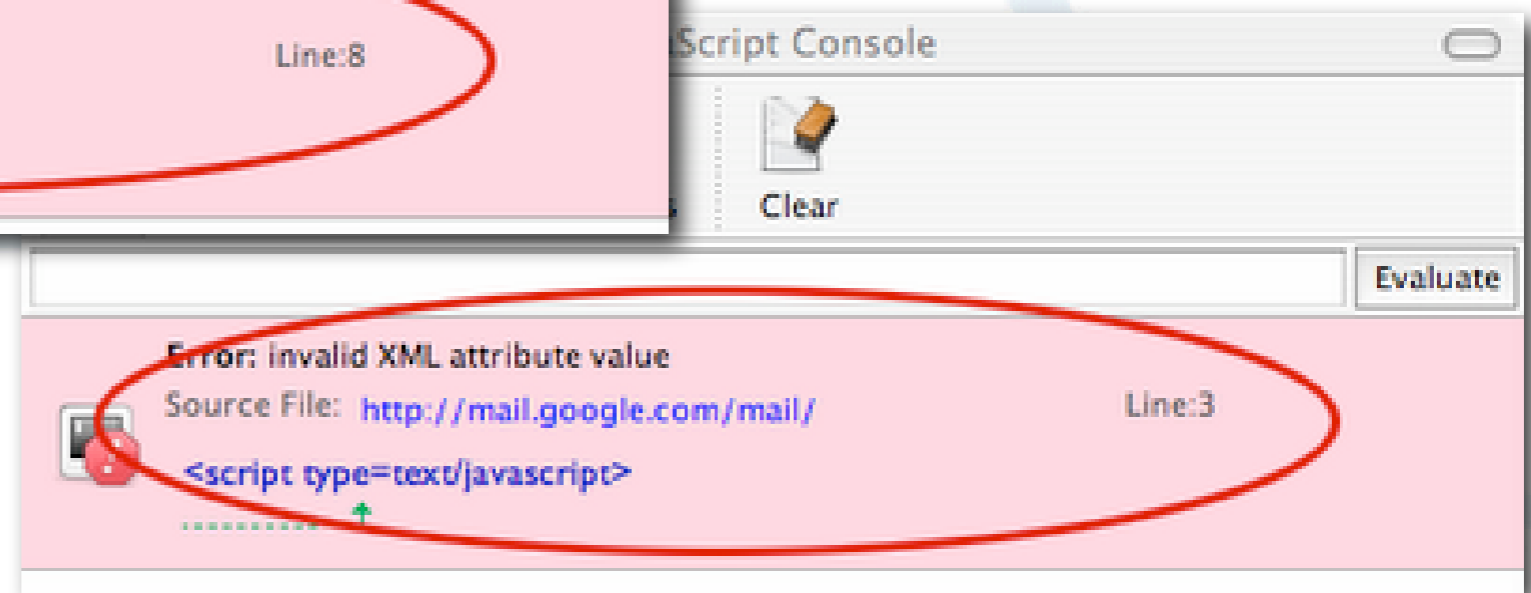 Line:8
Script Console
Clear
Evaluate
Error: invalid XML attribute value
Source File: http://mail.google.com/mail/ Line:3
<script type=text/javascript>